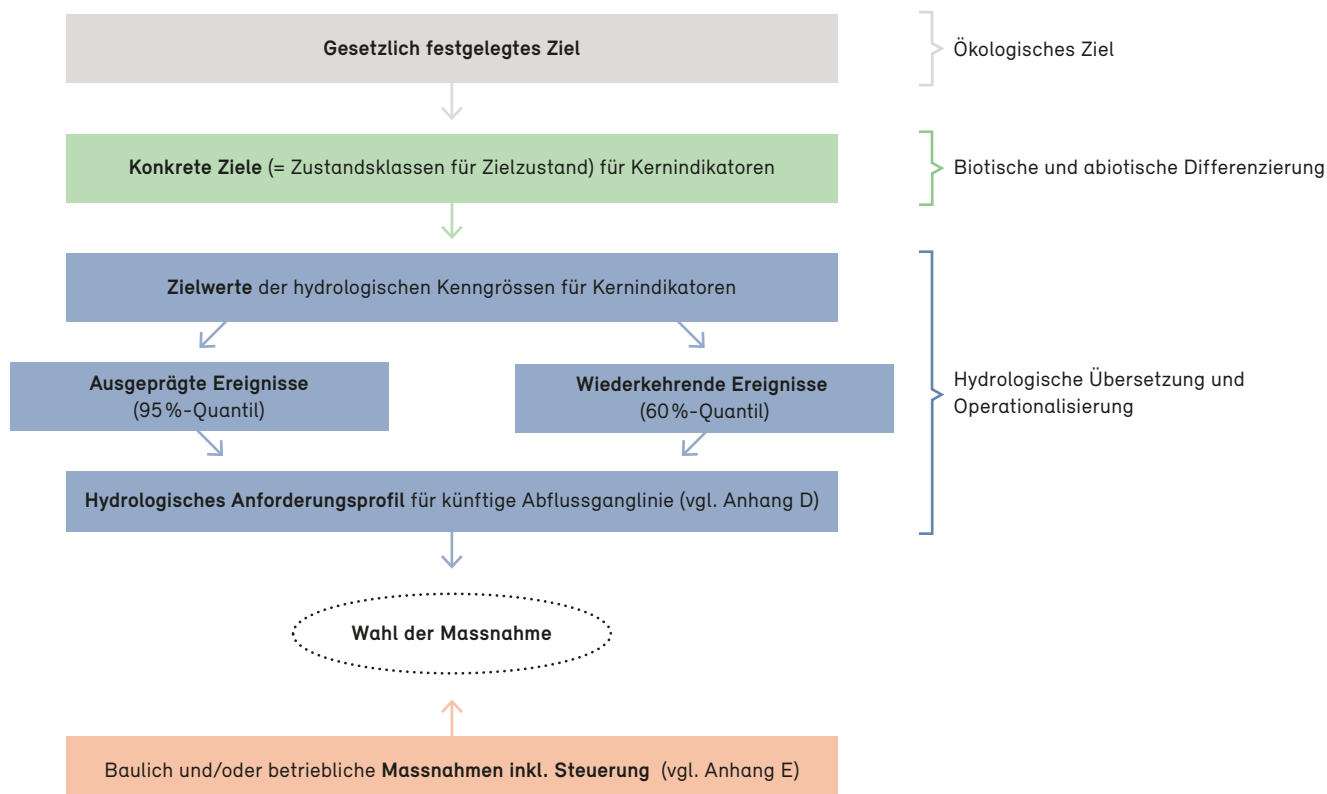 Gesetzlich festgelegtes Ziel
Ökologisches Ziel
Konkrete Ziele (= Zustandsklassen für Zielzustand) für Kernindikatoren
Biotische und abiotische Differenzierung
Zielwerte der hydrologischen Kenngrössen für Kernindikatoren
Ausgeprägte Ereignisse
(95 %-Quantil)
Wiederkehrende Ereignisse
(60 %-Quantil)
Hydrologische Übersetzung und
Operationalisierung
Hydrologisches Anforderungsprofil für künftige Abflussganglinie (vgl. Anhang D)
Wahl der Massnahme
Baulich und/oder betriebliche Massnahmen inkl. Steuerung (vgl. Anhang E)